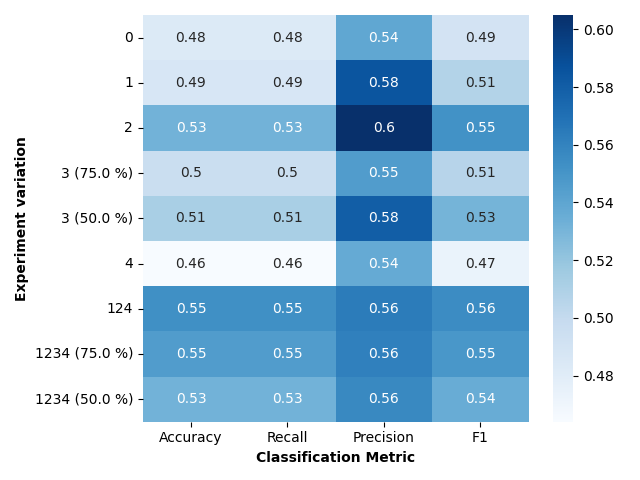 0 0.48 0.48 0.54 0.49
1 0.49 0.49 0.58 0.51
2 0.53 0.53 0.6 0.55
3 (75.0 %) 0.5 0.5 0.55 0.51
3 (50.0 %) 0.51 0.51 0.58 0.53
4 0.46 0.46 0.54 0.47
124 0.55 0.55 0.56 0.56
1234 (75.0 %) 0.55 0.55 0.56 0.55
1234 (50.0 %) 0.53 0.53 0.56 0.54
Accuracy Recall Precision F1
Classification Metric
Experiment variation
0.60
0.58
0.56
0.54
0.52
0.50
0.48